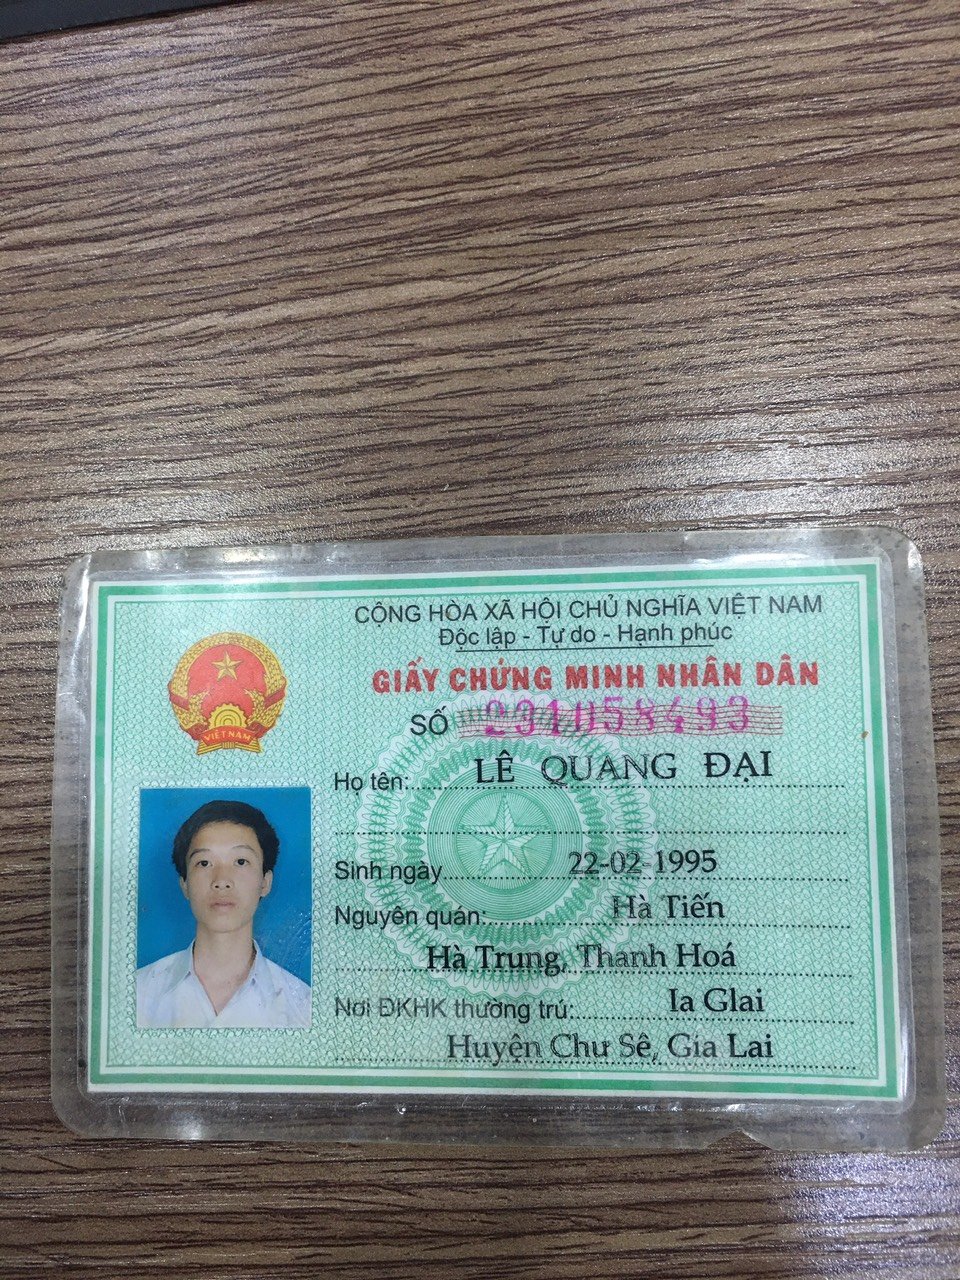 CỘNG HÒA XÃ HỘI CHỦ NGHĨA VIỆT NAM
Độc lập - Tự do - Hạnh phúc
GIẤY CHỨNG MINH NHÂN DÂN
SỐ 231058493
VIỆT NAM
Họ tên: LÊ QUANG ĐẠI
Sinh ngày 22-02-1995
Nguyên quán: Hà Tiến
Hà Trung, Thanh Hoá
Nơi ĐKHK thường trú: Ia Glai
Huyện Chư Sê, Gia Lai